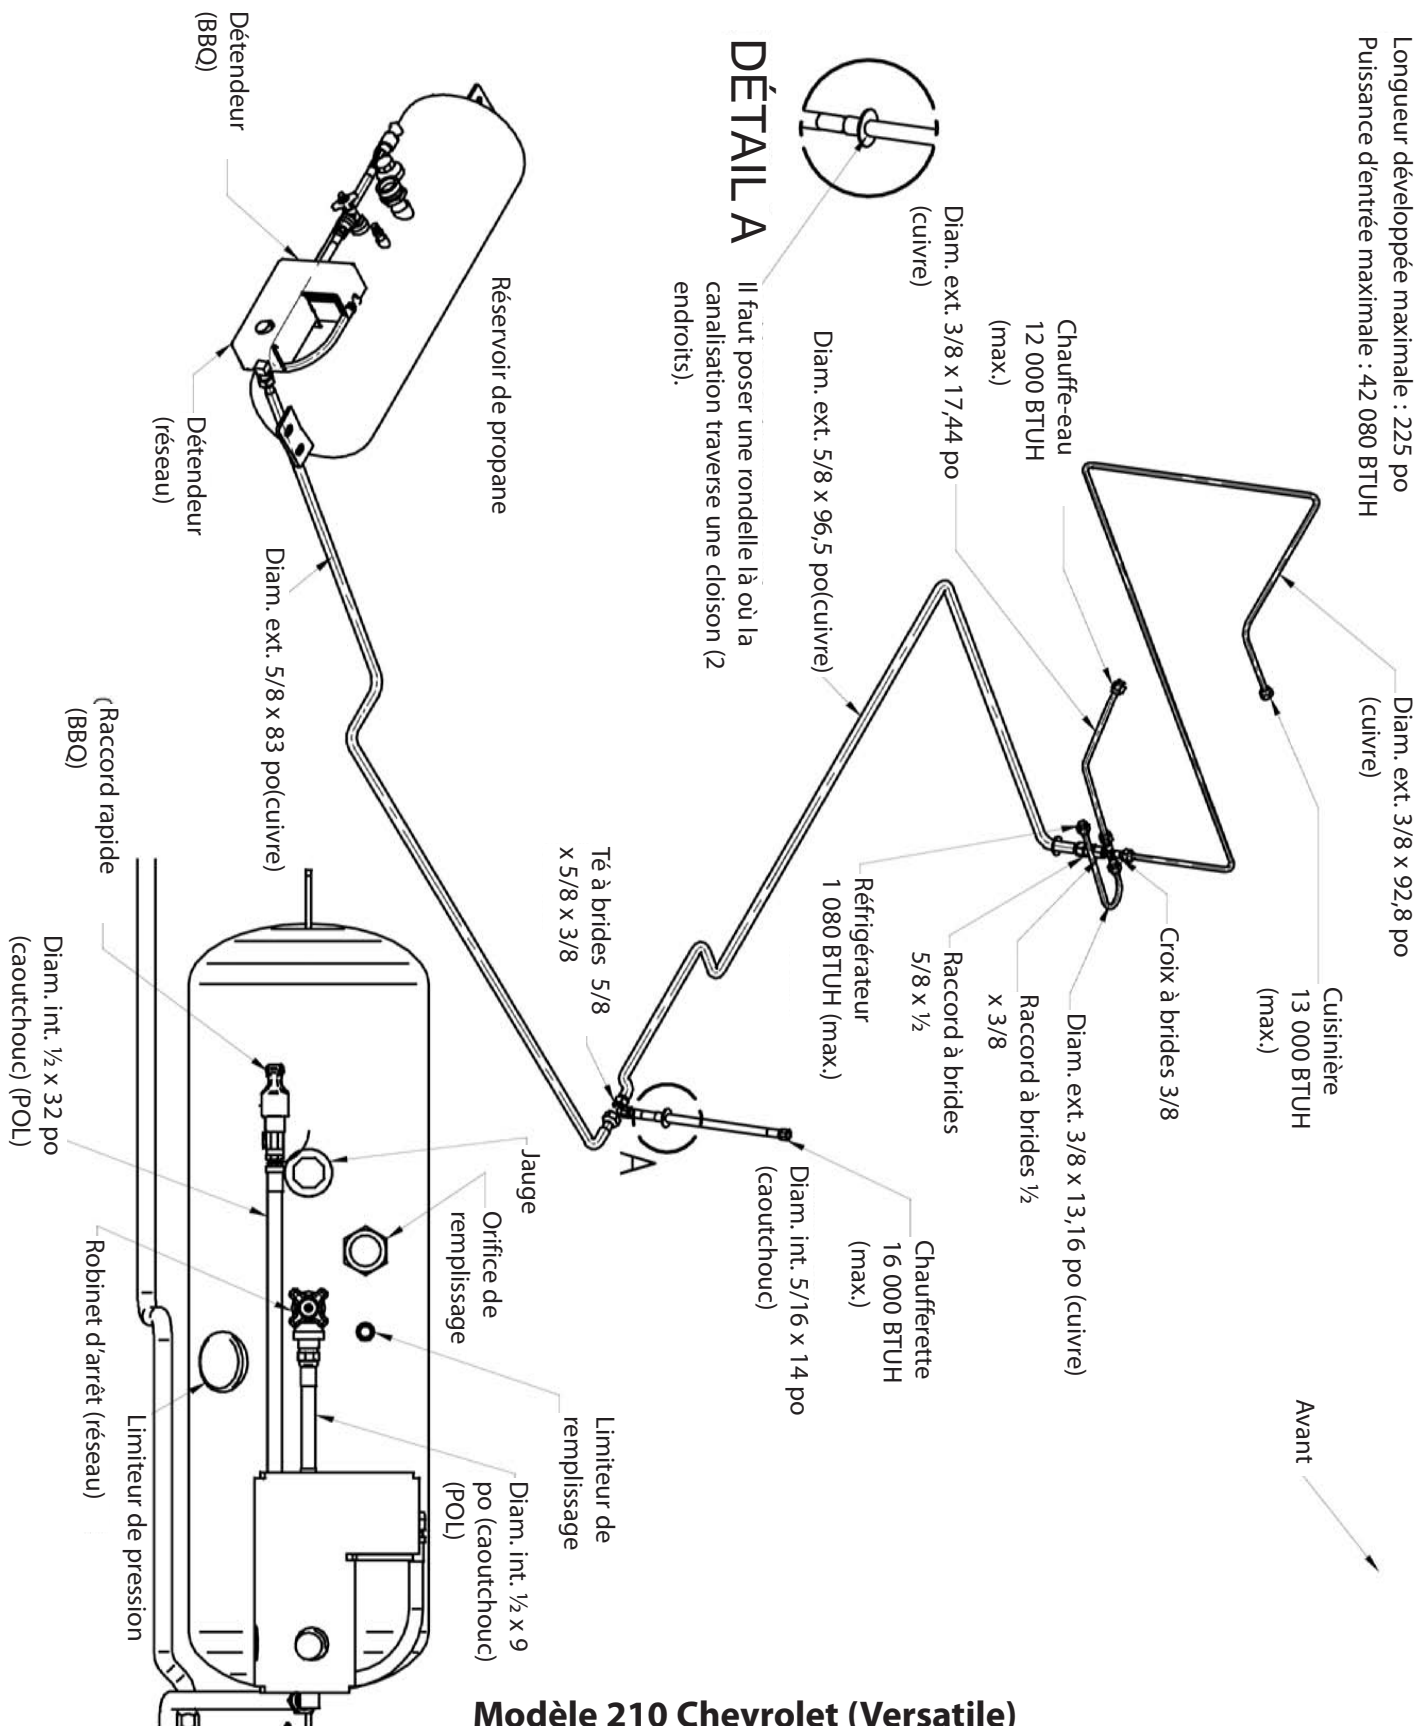 Longueur développée maximale : 225 po
Puissance d'entrée maximale : 42 080 BTUH
Diam. ext. 3/8 x 92,8 po
(cuivre)
Cuisinière
13 000 BTUH
(max.)
Chauffe-eau
12 000 BTUH
(max.)
Diam. ext. 3/8 x 17,44 po
(cuivre)
Croix à brides 3/8
Diam. ext. 3/8 x 13,16 po (cuivre)
Raccord à brides ½
x 3/8
Raccord à brides
5/8 x ½
Réfrigérateur
1 080 BTUH (max.)
Avant
DÉTAIL A
Il faut poser une rondelle là où la
canalisation traverse une cloison (2
endroits).
Diam. ext. 5/8 x 96,5 po(cuivre)
Chaufferette
16 000 BTUH
(max.)
Diam. int. 5/16 x 14 po
(caoutchouc)
A
Té à brides 5/8
x 5/8 x 3/8
Réservoir de propane
Détendeur
(BBQ)
Détendeur
(réseau)
Diam. ext. 5/8 x 83 po(cuivre)
Jauge
Orifice de
remplissage
Limiteur de
remplissage
Diam. int. ½ x 9
po (caoutchouc)
(POL)
(Raccord rapide
(BBQ)
Diam. int. ½ x 32 po
(caoutchouc) (POL)
Robinet d'arrêt (réseau)
Limiteur de pression
Modèle 210 Chevrolet (Versatile)